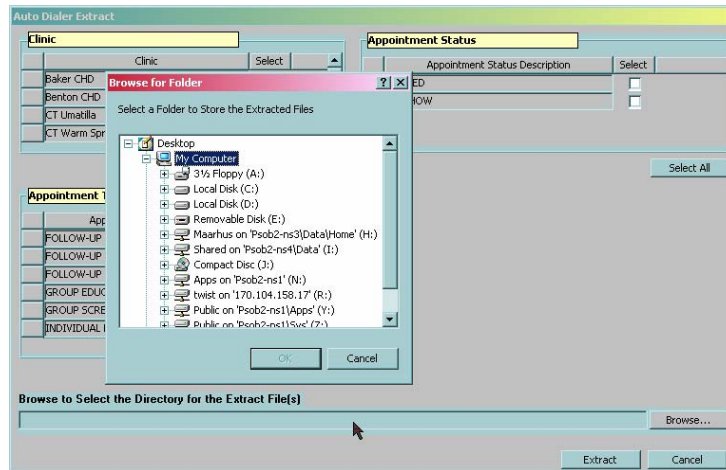 Auto Dialer Extract
Clinic
Appointment Status
Clinic Select
Appointment Status Description Select
Baker CHD
Benton CHD
CT Umatilla
CT Warm Spr
ED
HOW
Select All
Appointment T
App
FOLLOW-UP
FOLLOW-UP
FOLLOW-UP
GROUP EDUC
GROUP SCRE
INDIVIDUAL
Browse for Folder
Select a Folder to Store the Extracted Files
Desktop
My Computer
3½ Floppy (A:)
Local Disk (C:)
Local Disk (D:)
Removable Disk (E:)
Maarhus on 'Psob2-ns3\Data\Home' (H:)
Shared on 'Psob2-ns4\Data' (I:)
Compact Disc (J:)
Apps on 'Psob2-ns1' (N:)
twist on '170.104.158.17' (R:)
Public on 'Psob2-ns1\Apps' (Y:)
Public on 'Psob2-ns1\Sys' (Z:)
OK Cancel
Browse to Select the Directory for the Extract File(s)
Browse...
Extract Cancel